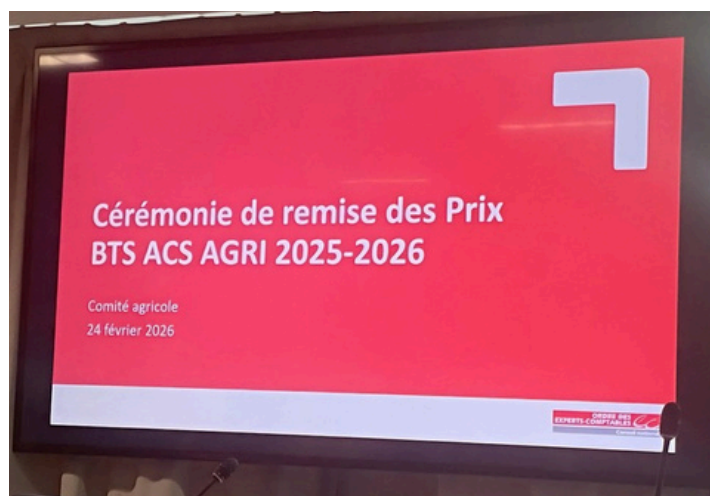 Cérémonie de remise des Prix
BTS ACS AGRI 2025-2026
Comité agricole
24 février 2026
ORDRE DES
EXPERTS-COMPTABLES